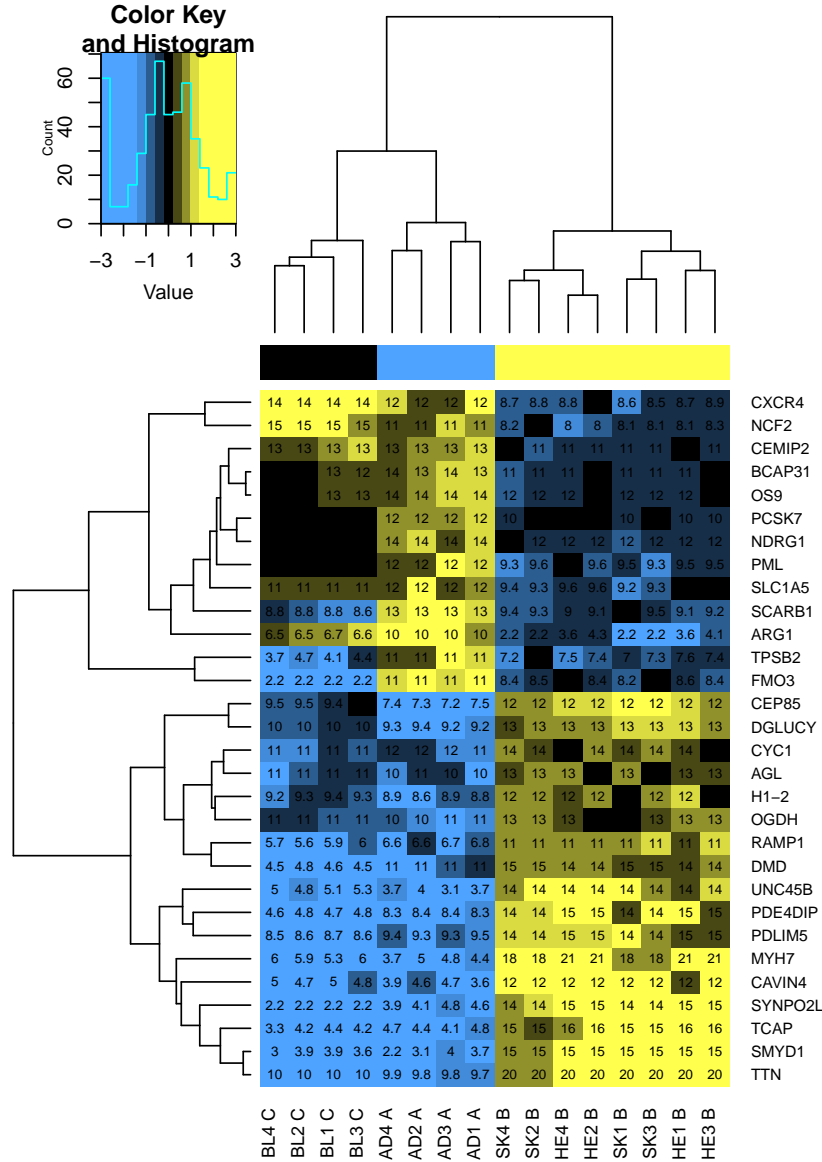 Color Key
and Histogram
Count
0 20 40 60
−3 −1 1 3
Value
14 14 14 14 12 12 12 12 8.7 8.8 8.8 8.6 8.5 8.7 8.9 CXCR4
15 15 15 15 11 11 11 11 8.2 8 8 8.1 8.1 8.1 8.3 NCF2
13 13 13 13 13 13 13 13 11 11 11 11 11 11 CEMIP2
13 12 14 13 14 13 11 11 11 11 11 11 BCAP31
13 13 14 14 14 14 12 12 12 12 12 12 OS9
12 12 12 12 10 10 10 10 PCSK7
14 14 14 14 12 12 12 12 12 12 12 NDRG1
12 12 12 12 9.3 9.6 9.6 9.5 9.3 9.5 9.5 PML
11 11 11 11 12 12 12 12 9.4 9.3 9.6 9.6 9.2 9.3 SLC1A5
8.8 8.8 8.8 8.6 13 13 13 13 9.4 9.3 9 9.1 9.5 9.1 9.2 SCARB1
6.5 6.5 6.7 6.6 10 10 10 10 2.2 2.2 3.6 4.3 2.2 2.2 3.6 4.1 ARG1
3.7 4.7 4.1 4.4 11 11 11 11 7.2 7.5 7.4 7 7.3 7.6 7.4 TPSB2
2.2 2.2 2.2 2.2 11 11 11 11 8.4 8.5 8.4 8.2 8.6 8.4 FMO3
9.5 9.5 9.4 7.4 7.3 7.2 7.5 12 12 12 12 12 12 12 12 CEP85
10 10 10 10 9.3 9.4 9.2 9.2 13 13 13 13 13 13 13 13 DGLUCY
11 11 11 11 12 12 12 11 14 14 14 14 14 14 CYC1
11 11 11 11 10 11 10 10 13 13 13 13 13 13 AGL
9.2 9.3 9.4 9.3 8.9 8.6 8.9 8.8 12 12 12 12 12 12 H1−2
11 11 11 11 10 10 11 11 13 13 13 13 13 13 OGDH
5.7 5.6 5.9 6 6.6 6.6 6.7 6.8 11 11 11 11 11 11 11 11 RAMP1
4.5 4.8 4.6 4.5 11 11 11 11 15 15 14 14 15 15 14 14 DMD
5 4.8 5.1 5.3 3.7 4 3.1 3.7 14 14 14 14 14 14 14 14 UNC45B
4.6 4.8 4.7 4.8 8.3 8.4 8.4 8.3 14 14 15 15 14 14 15 15 PDE4DIP
8.5 8.6 8.7 8.6 9.4 9.3 9.3 9.5 14 14 15 15 14 14 15 15 PDLIM5
6 5.9 5.3 6 3.7 5 4.8 4.4 18 18 21 21 18 18 21 21 MYH7
5 4.7 5 4.8 3.9 4.6 4.7 3.6 12 12 12 12 12 12 12 12 CAVIN4
2.2 2.2 2.2 2.2 3.9 4.1 4.8 4.6 14 14 15 15 14 14 15 15 SYNPO2L
3.3 4.2 4.4 4.2 4.7 4.4 4.1 4.8 15 15 16 16 15 15 16 16 TCAP
3 3.9 3.9 3.6 2.2 3.1 4 3.7 15 15 15 15 15 15 15 15 SMYD1
10 10 10 10 9.9 9.8 9.8 9.7 20 20 20 20 20 20 20 20 TTN
BL4 C
BL2 C
BL1 C
BL3 C
AD4 A
AD2 A
AD3 A
AD1 A
SK4 B
SK2 B
HE4 B
HE2 B
SK1 B
SK3 B
HE1 B
HE3 B